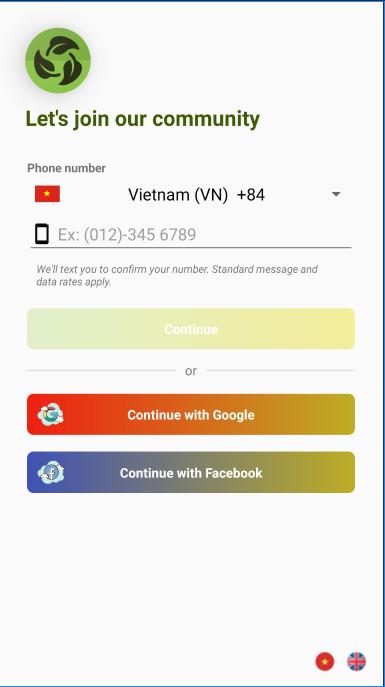 Let's join our community
Phone number
Vietnam (VN) +84
Ex: (012)-345 6789
We'll text you to confirm your number. Standard message and
data rates apply.
Continue
or
Continue with Google
Continue with Facebook